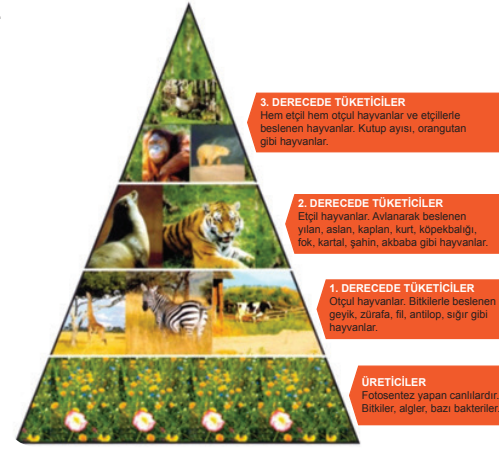 3. DERECEDE TÜKETİCİLER
Hem etçil hem otçul hayvanlar ve etçillerle
beslenen hayvanlar. Kutup ayısı, orangutan
gibi hayvanlar.
2. DERECEDE TÜKETİCİLER
Etçil hayvanlar. Avlanarak beslenen
yılan, aslan, kaplan, kurt, köpekbalığı,
fok, kartal, şahin, akbaba gibi hayvanlar.
1. DERECEDE TÜKETİCİLER
Otçul hayvanlar. Bitkilerle beslenen
geyik, zürafa, fil, antilop, sığır gibi
hayvanlar.
ÜRETİCİLER
Fotosentez yapan canlılardır.
Bitkiler, algler, bazı bakteriler.